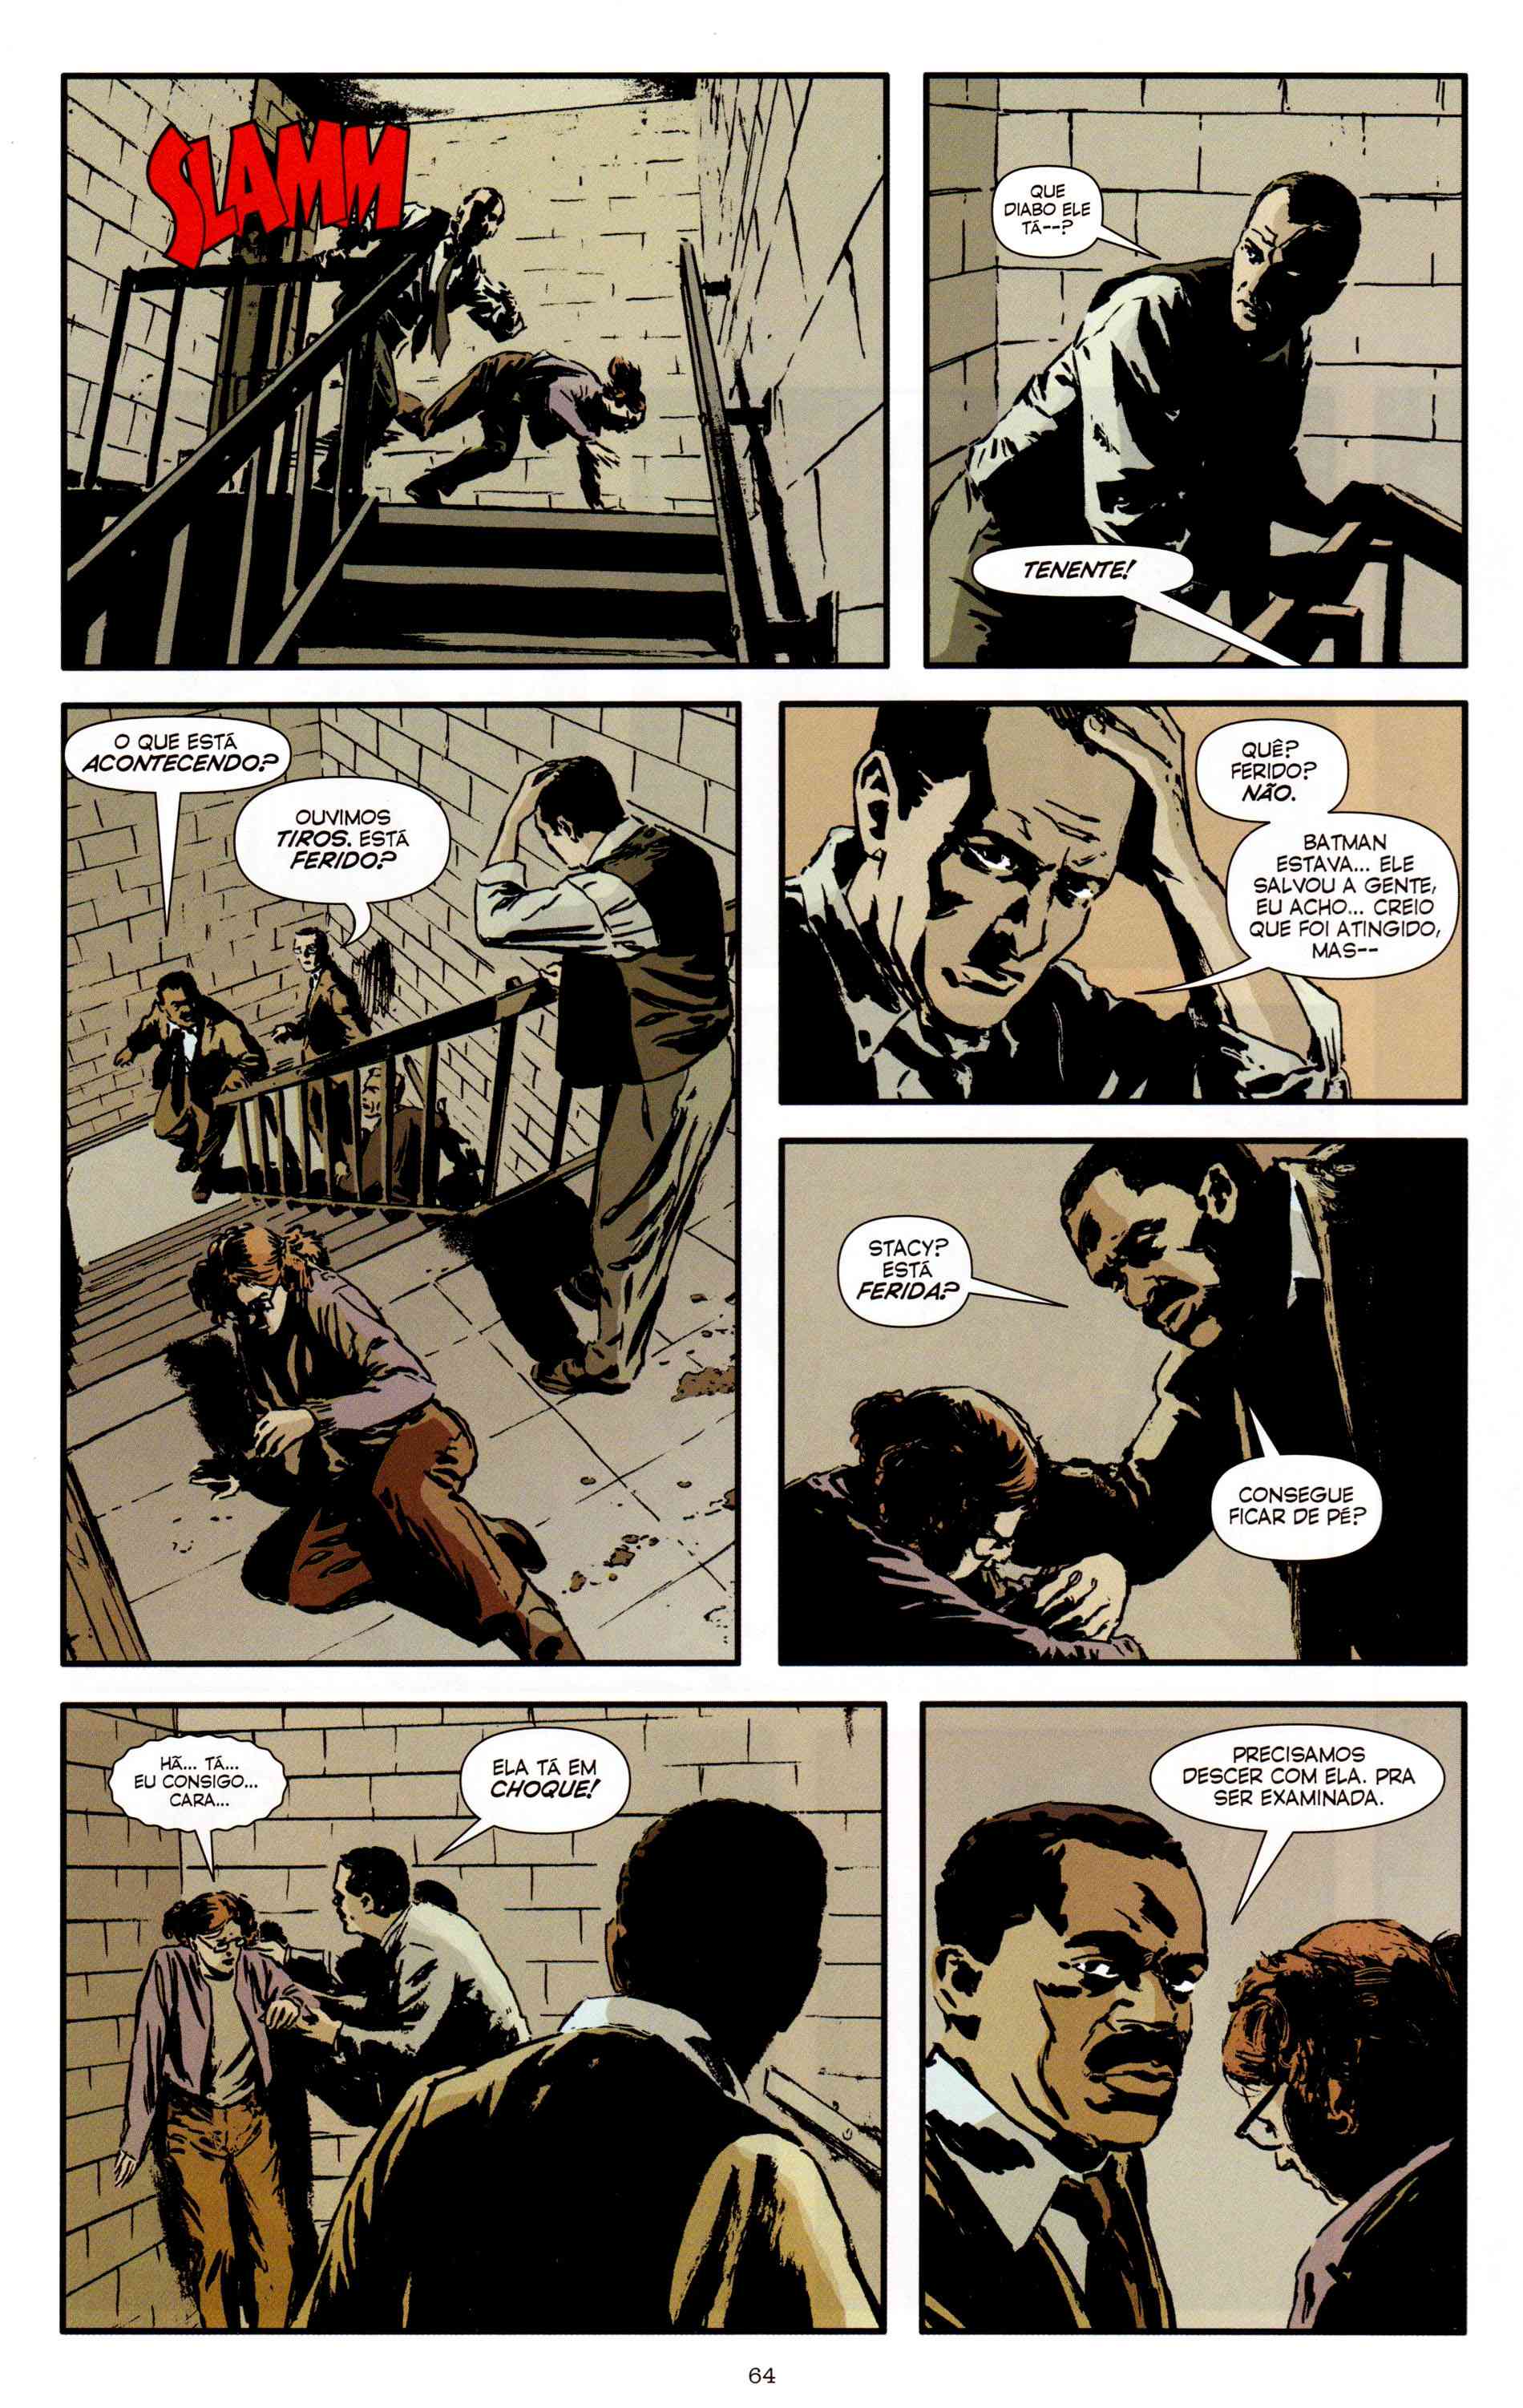 SLAMM
QUE
DIABO ELE
TÁ--?
TENENTE!
O QUE ESTÁ
ACONTECENDO?
OUVIMOS
TIROS. ESTÁ
FERIDO?
QUÊ?
FERIDO?
NÃO.
BATMAN
ESTAVA... ELE
SALVOU A GENTE,
EU ACHO... CREIO
QUE FOI ATINGIDO,
MAS--
STACY?
ESTÁ
FERIDA?
CONSEGUE
FICAR DE PÉ?
HÃ... TÁ...
EU CONSIGO...
CARA...
ELA TÁ EM
CHOQUE!
PRECISAMOS
DESCER COM ELA. PRA
SER EXAMINADA.
64